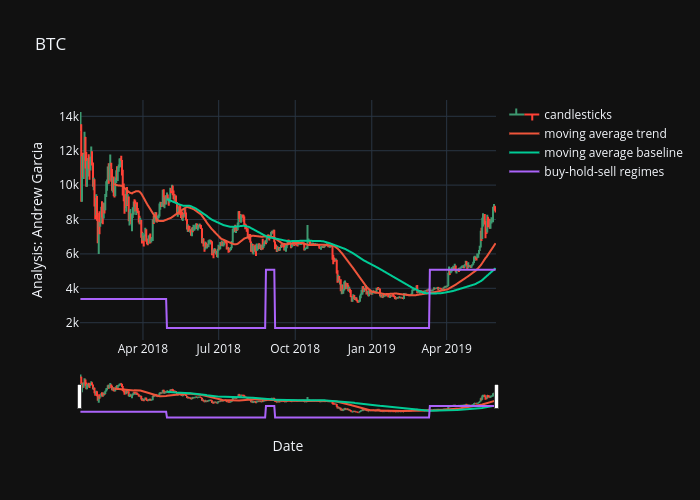 BTC
Analysis: Andrew Garcia
14k
12k
10k
8k
6k
4k
2k
Apr 2018
Jul 2018
Oct 2018
Jan 2019
Apr 2019
Date
candlesticks
moving average trend
moving average baseline
buy-hold-sell regimes